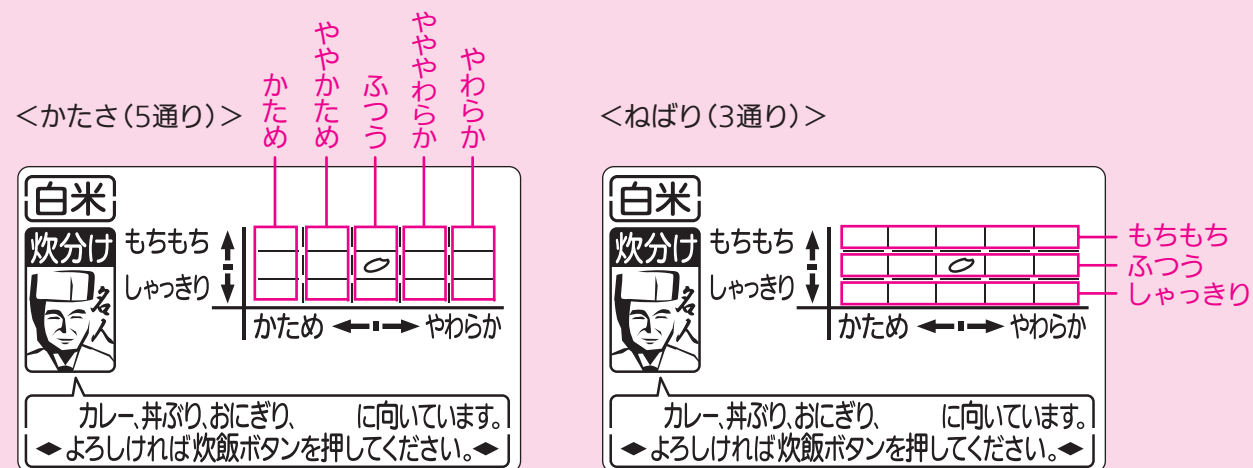 <かたさ(5通り)>
かため
ややかため
ふつう
ややややわらか
やわらか
白米
炊分け
名人
もちもち
しゃっきり
かため
やわらか
カレー、丼ぶり、おにぎり、 に向いています。
よろしければ炊飯ボタンを押してください。
<ねばり(3通り)>
白米
炊分け
名人
もちもち
しゃっきり
かため
やわらか
もちもち
ふつう
しゃっきり
カレー、丼ぶり、おにぎり、 に向いています。
よろしければ炊飯ボタンを押してください。